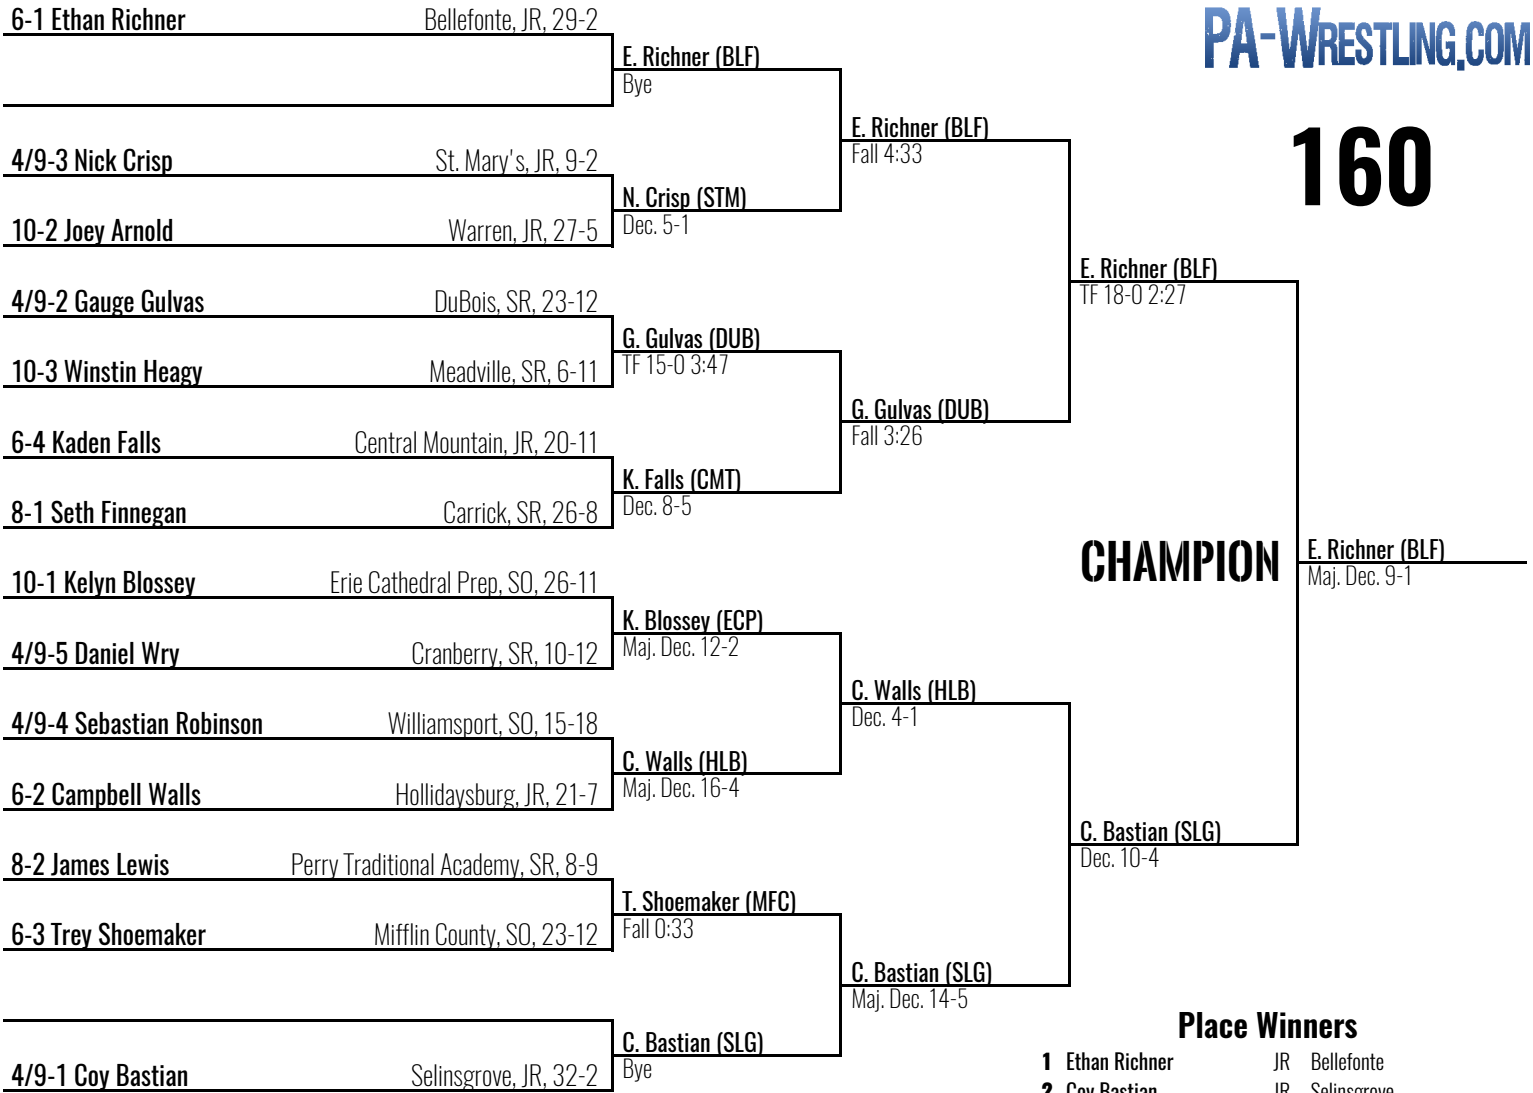 PA-WRESTLING.COM
160
6-1 Ethan Richner Bellefonte, JR, 29-2
4/9-3 Nick Crisp St. Mary's, JR, 9-2
10-2 Joey Arnold Warren, JR, 27-5
4/9-2 Gauge Gulvas DuBois, SR, 23-12
10-3 Winstin Heagy Meadville, SR, 6-11
6-4 Kaden Falls Central Mountain, JR, 20-11
8-1 Seth Finnegan Carrick, SR, 26-8
10-1 Kelyn Blossey Erie Cathedral Prep, SO, 26-11
4/9-5 Daniel Wry Cranberry, SR, 10-12
4/9-4 Sebastian Robinson Williamsport, SO, 15-18
6-2 Campbell Walls Hollidaysburg, JR, 21-7
8-2 James Lewis Perry Traditional Academy, SR, 8-9
6-3 Trey Shoemaker Mifflin County, SO, 23-12
4/9-1 Coy Bastian Selinsgrove, JR, 32-2
E. Richner (BLF)
Bye
N. Crisp (STM)
Dec. 5-1
G. Gulvas (DUB)
TF 15-0 3:47
K. Falls (CMT)
Dec. 8-5
K. Blossey (ECP)
Maj. Dec. 12-2
C. Walls (HLB)
Maj. Dec. 16-4
T. Shoemaker (MFC)
Fall 0:33
C. Bastian (SLG)
Bye
E. Richner (BLF)
Fall 4:33
G. Gulvas (DUB)
Fall 3:26
C. Walls (HLB)
Dec. 4-1
C. Bastian (SLG)
Maj. Dec. 14-5
E. Richner (BLF)
TF 18-0 2:27
C. Bastian (SLG)
Dec. 10-4
CHAMPION
E. Richner (BLF)
Maj. Dec. 9-1
Place Winners
1 Ethan Richner JR Bellefonte
2 Coy Bastian JR Selinsgrove